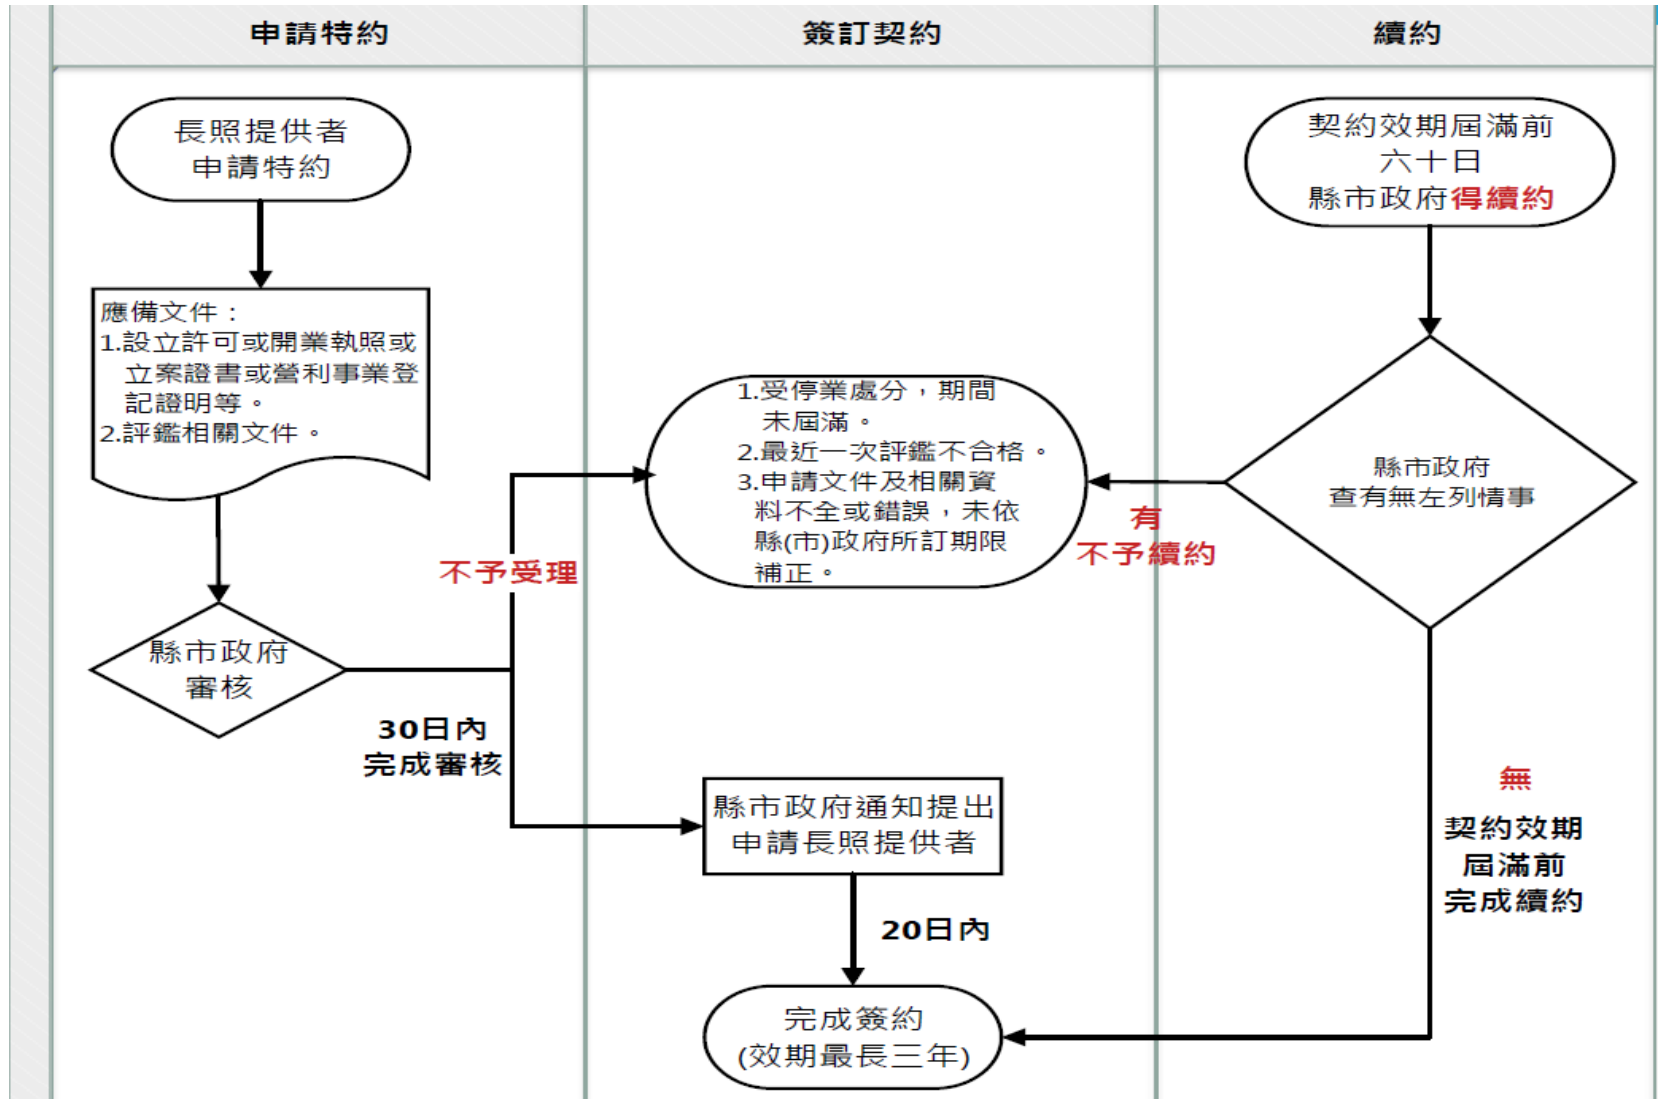 申請特約
簽訂契約
續約
長照提供者
申請特約
應備文件：
1.設立許可或開業執照或
立案證書或營利事業登
記證明等。
2.評鑑相關文件。
縣市政府
審核
不予受理
30日內
完成審核
1.受停業處分，期間
未屆滿。
2.最近一次評鑑不合格。
3.申請文件及相關資
料不全或錯誤，未依
縣(市)政府所訂期限
補正。
縣市政府通知提出
申請長照提供者
20日內
完成簽約
(效期最長三年)
契約效期屆滿前
六十日
縣市政府得續約
縣市政府
查有無左列情事
有
不予續約
無
契約效期
屆滿前
完成續約